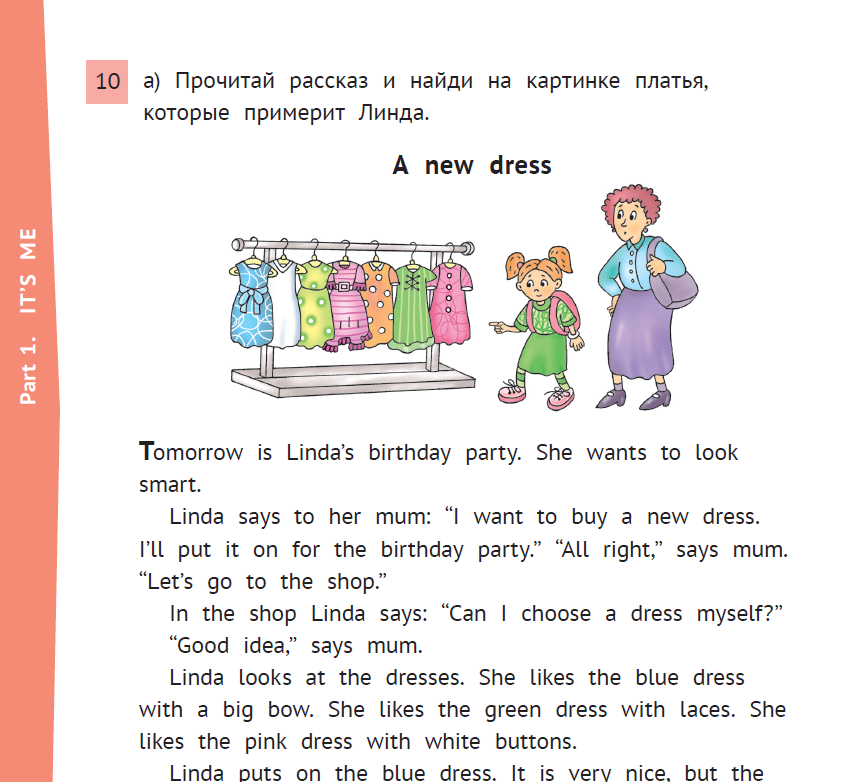 Part 1. IT'S ME
10 а) Прочитай рассказ и найди на картинке платья,
которые примерит Линда.
A new dress
Tomorrow is Linda's birthday party. She wants to look
smart.
Linda says to her mum: “I want to buy a new dress.
I'll put it on for the birthday party.” “All right,” says mum.
“Let's go to the shop.”
In the shop Linda says: “Can I choose a dress myself?”
“Good idea,” says mum.
Linda looks at the dresses. She likes the blue dress
with a big bow. She likes the green dress with laces. She
likes the pink dress with white buttons.
Linda puts on the blue dress. It is very nice, but the